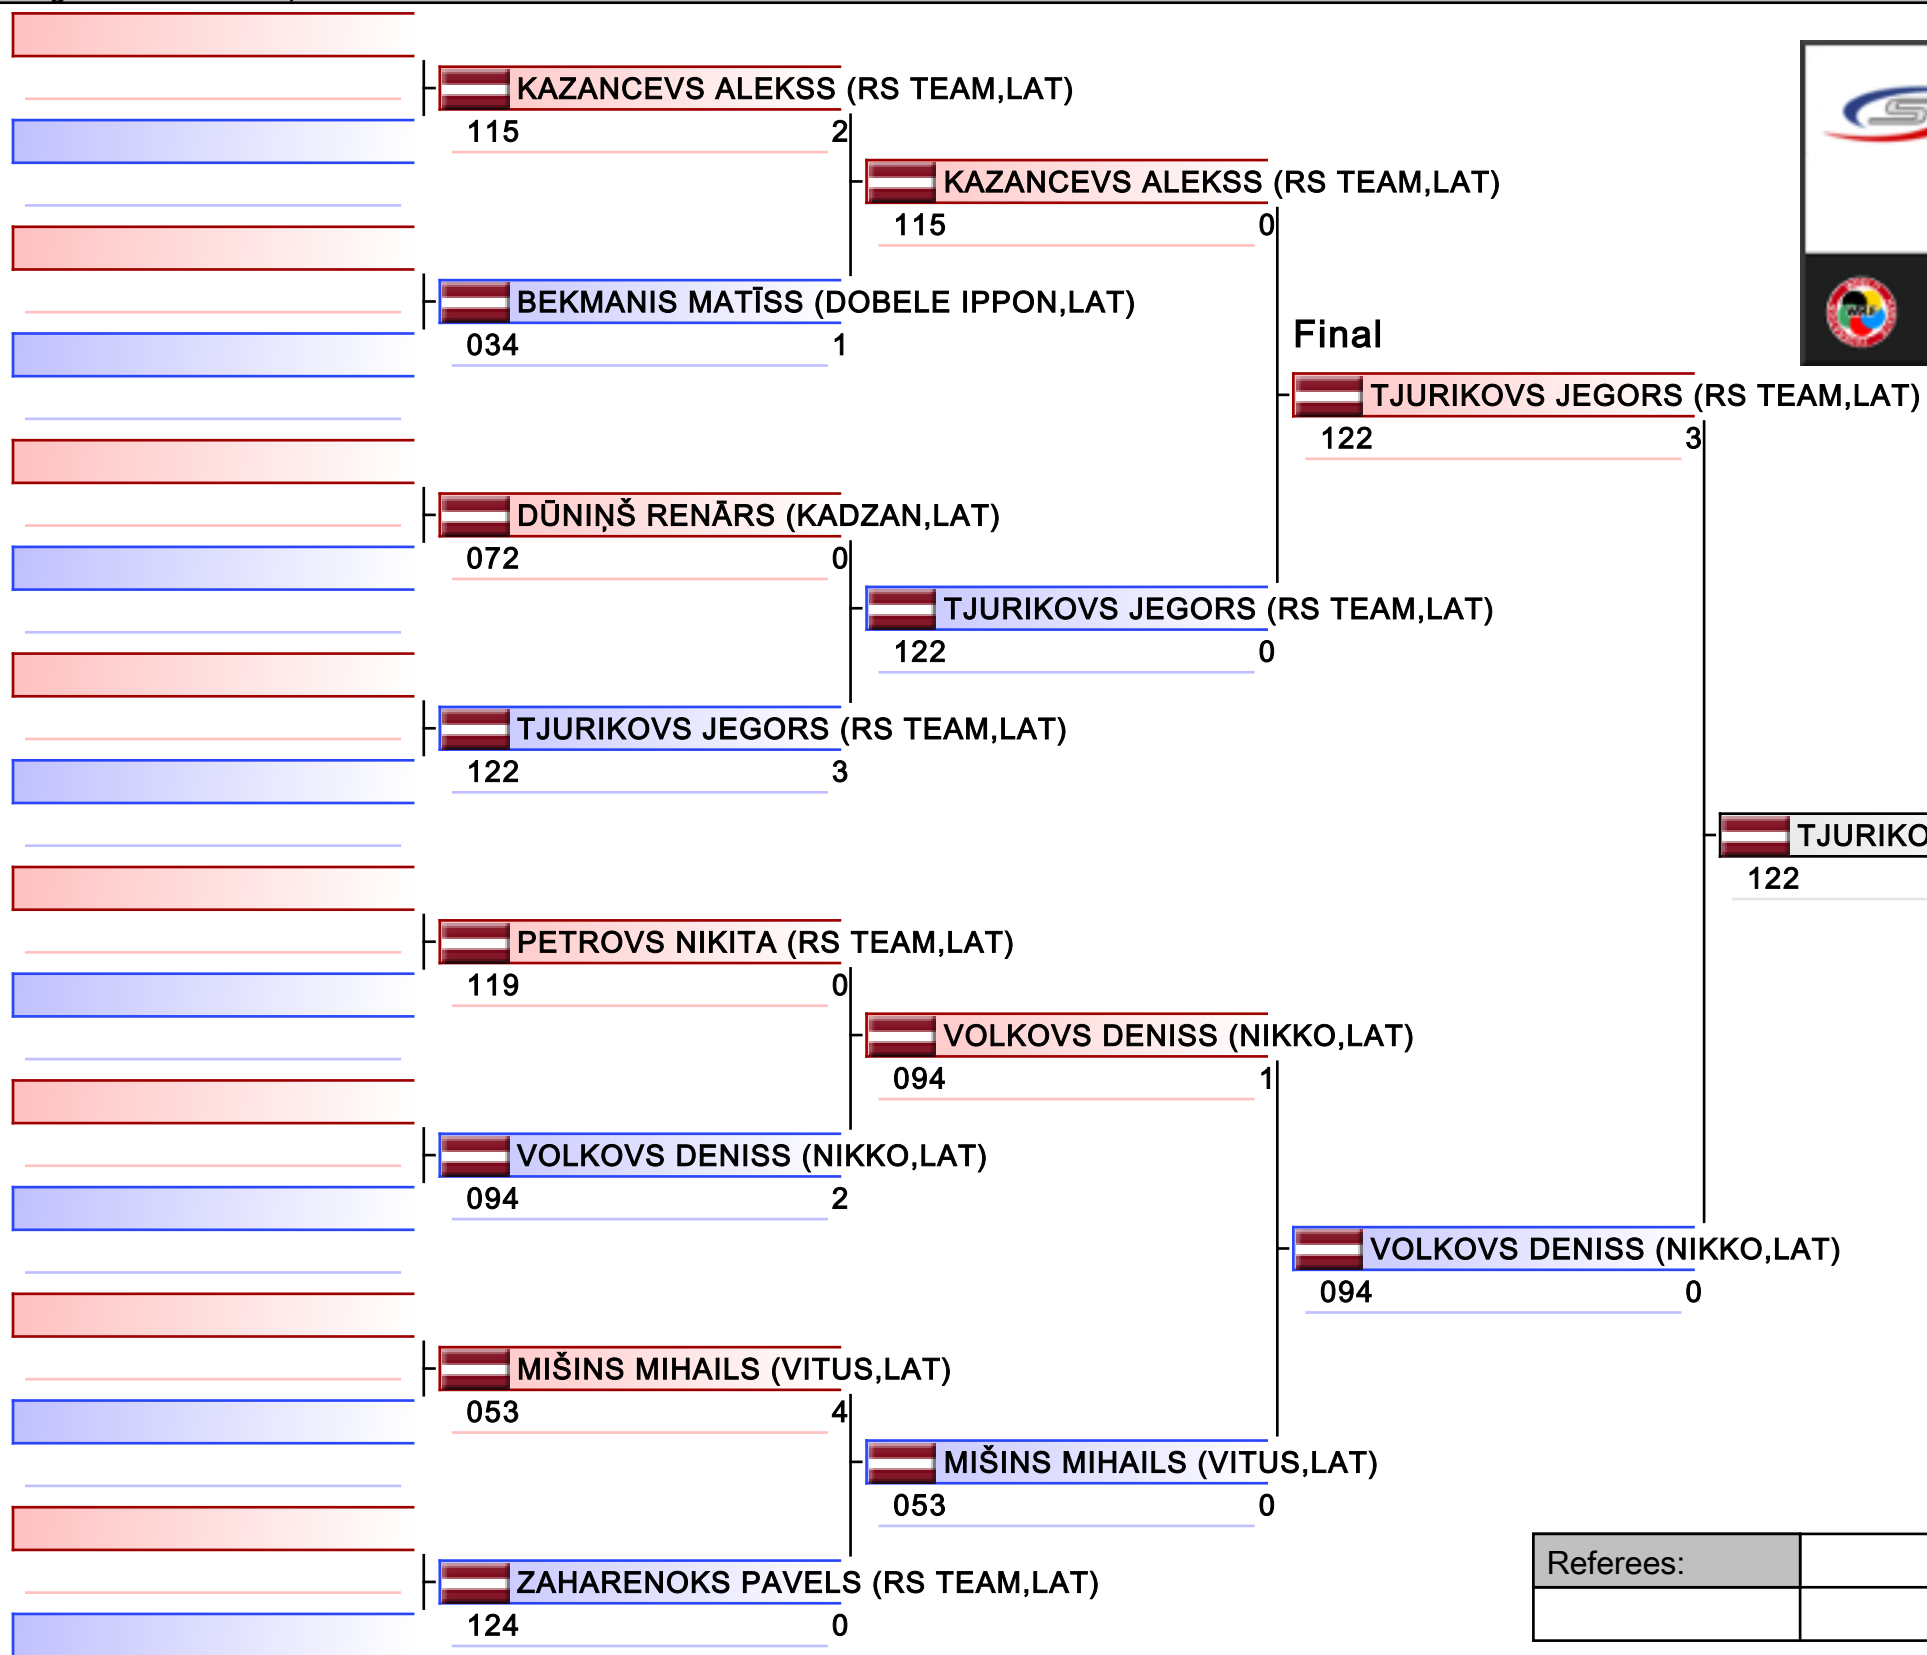 KAZANCEVS ALEKSS (RS TEAM,LAT)
115 2
KAZANCEVS ALEKSS (RS TEAM,LAT)
115 0
BEKMANIS MATĪSS (DOBELE IPPON,LAT)
034 1
Final
TJURIKOVS JEGORS (RS TEAM,LAT)
122 3
DŪNIŅŠ RENĀRS (KADZAN,LAT)
072 0
TJURIKOVS JEGORS (RS TEAM,LAT)
122 0
TJURIKOVS JEGORS (RS TEAM,LAT)
122 3
TJURIKO
122
PETROVS NIKITA (RS TEAM,LAT)
119 0
VOLKOVS DENISS (NIKKO,LAT)
094 1
VOLKOVS DENISS (NIKKO,LAT)
094 2
VOLKOVS DENISS (NIKKO,LAT)
094 0
MIŠINS MIHAILS (VITUS,LAT)
053 4
MIŠINS MIHAILS (VITUS,LAT)
053 0
ZAHARENOKS PAVELS (RS TEAM,LAT)
124 0
Referees: